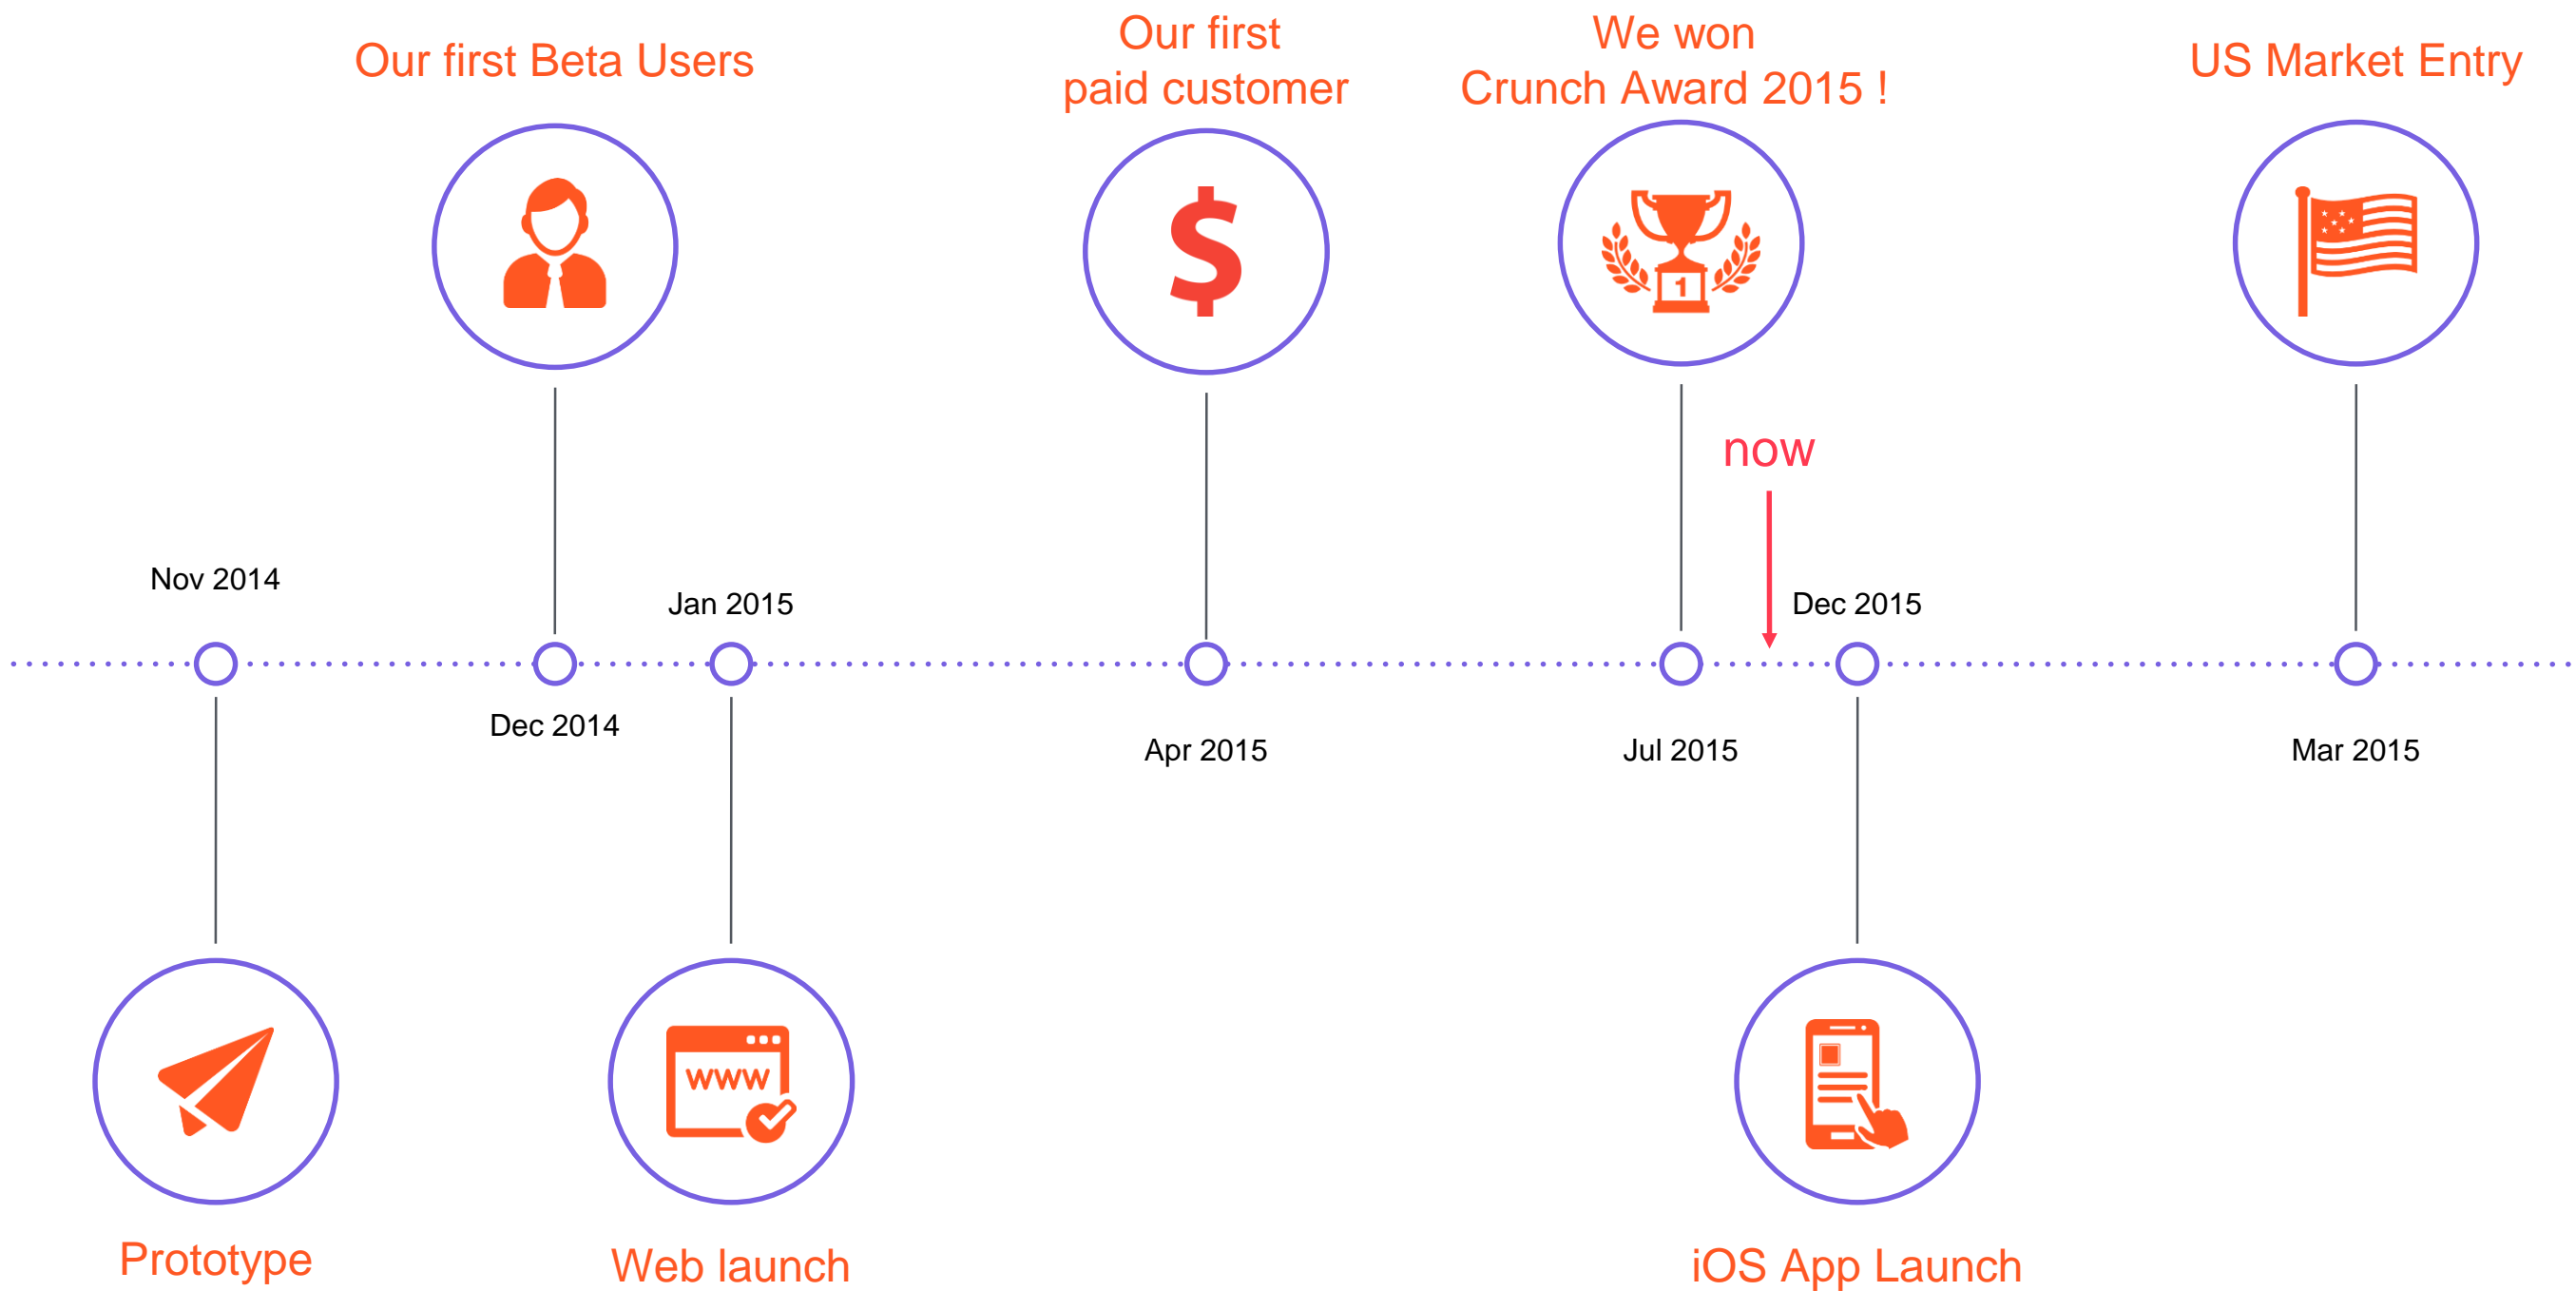 Our first Beta Users
Our first
paid customer
We won
Crunch Award 2015 !
US Market Entry
1
now
Nov 2014
Jan 2015
Dec 2015
Dec 2014
Apr 2015
Jul 2015
Mar 2015
www
Prototype
Web launch
iOS App Launch